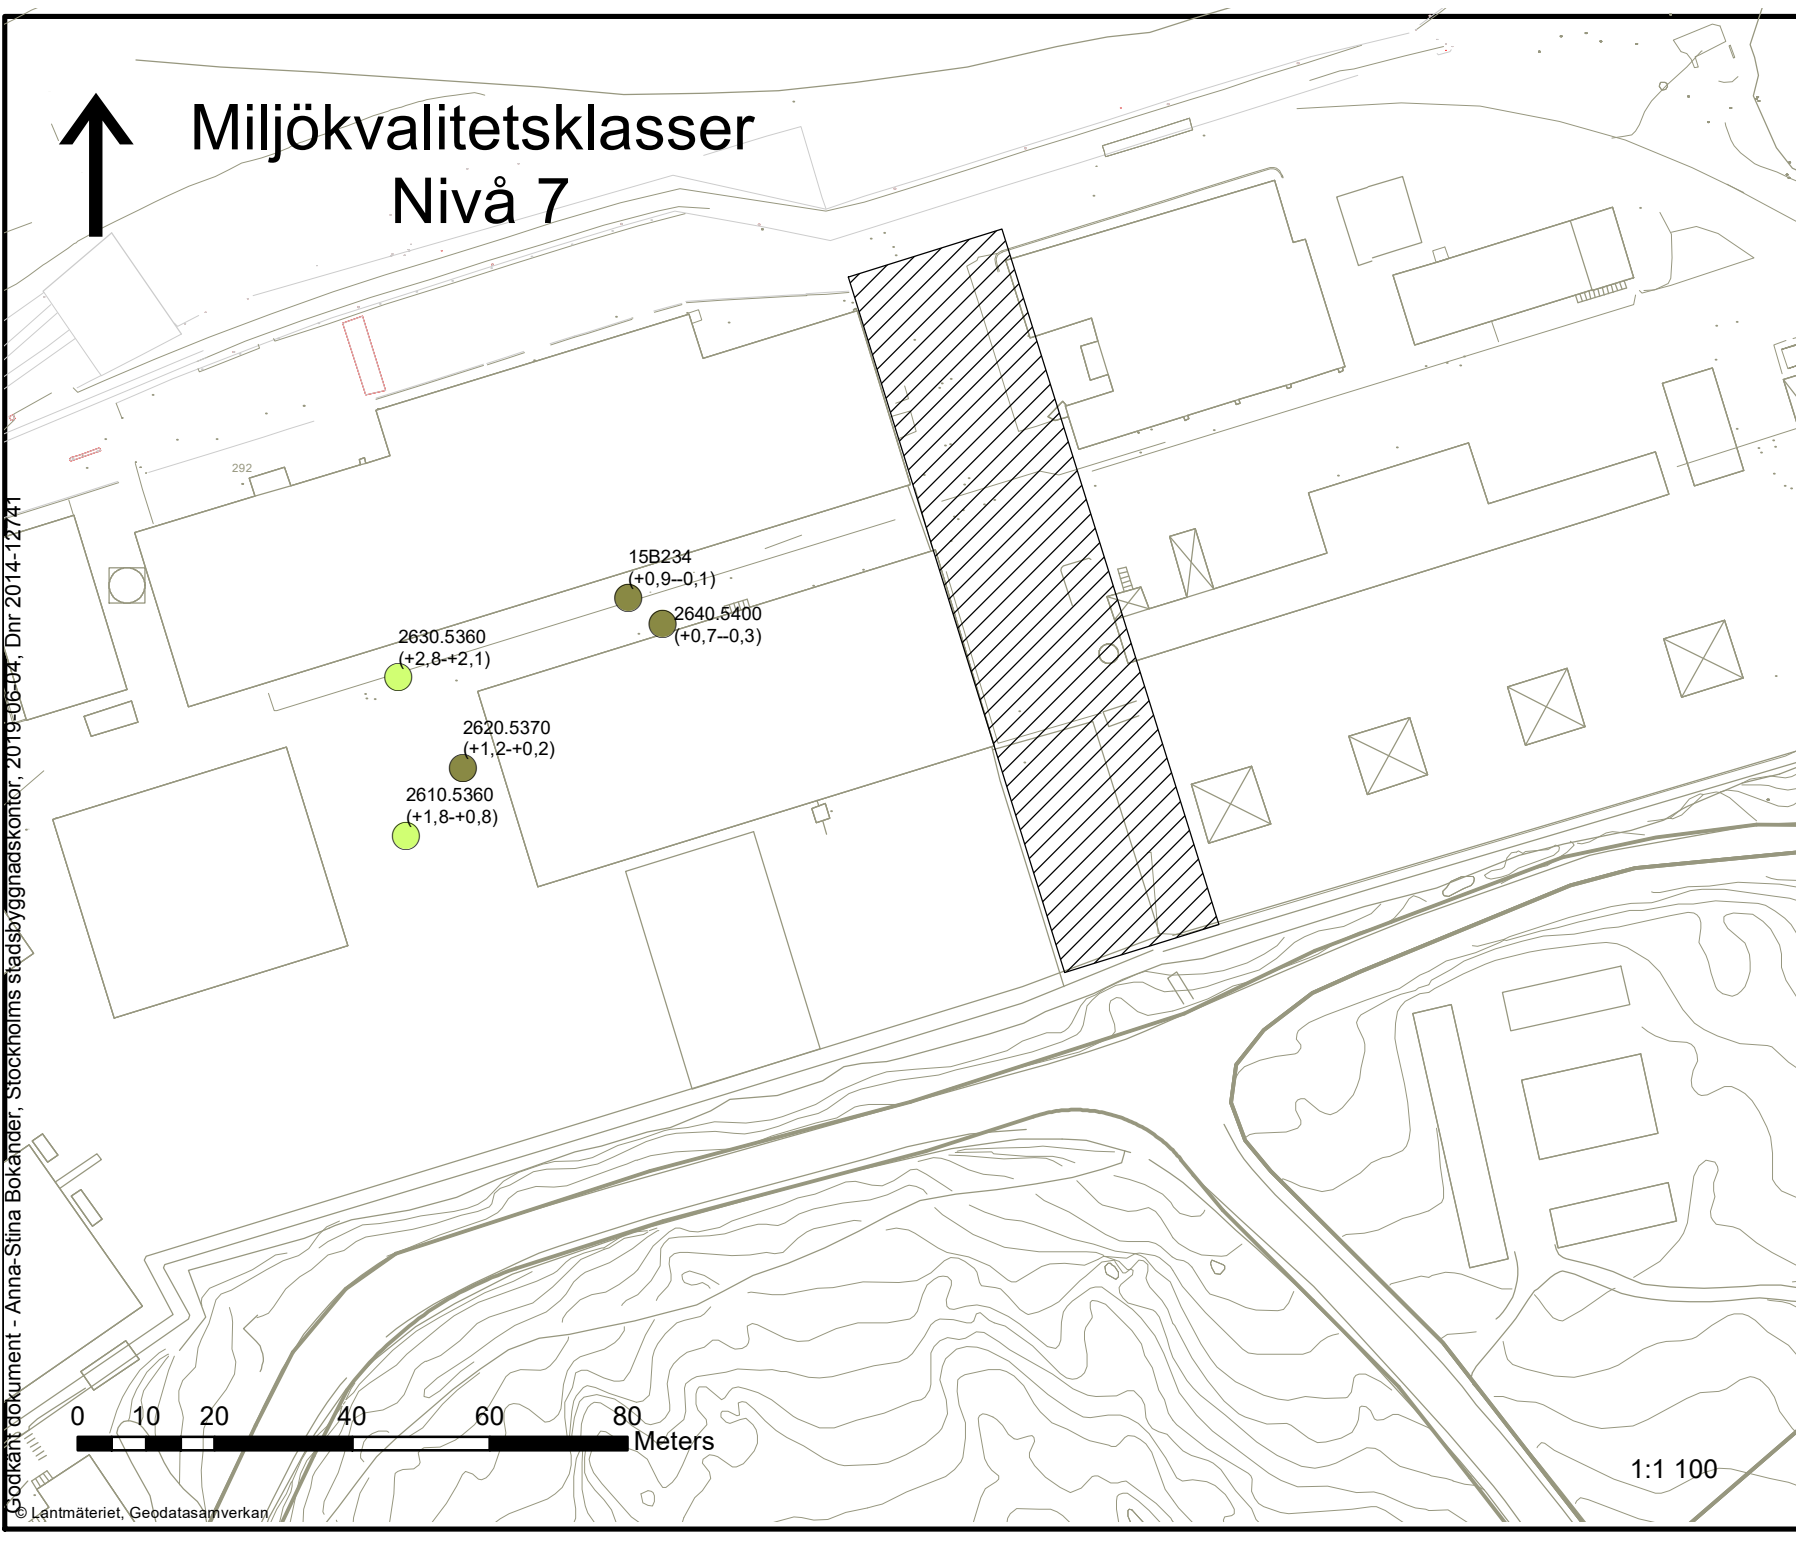 Miljökvalitetsklasser
Nivå 7
292
15B234
(+0,9--0,1)
2640.5400
(+0,7--0,3)
2630.5360
(+2,8-+2,1)
2620.5370
(+1,2-+0,2)
2610.5360
(+1,8-+0,8)
Godkänt dokument - Anna-Stina Bokander, Stockholms stadsbyggnadskontor, 2019-06-04, Dnr 2014-12741
0 10 20 40 60 80
Meters
1:1 100
© Lantmäteriet, Geodatasamverkan